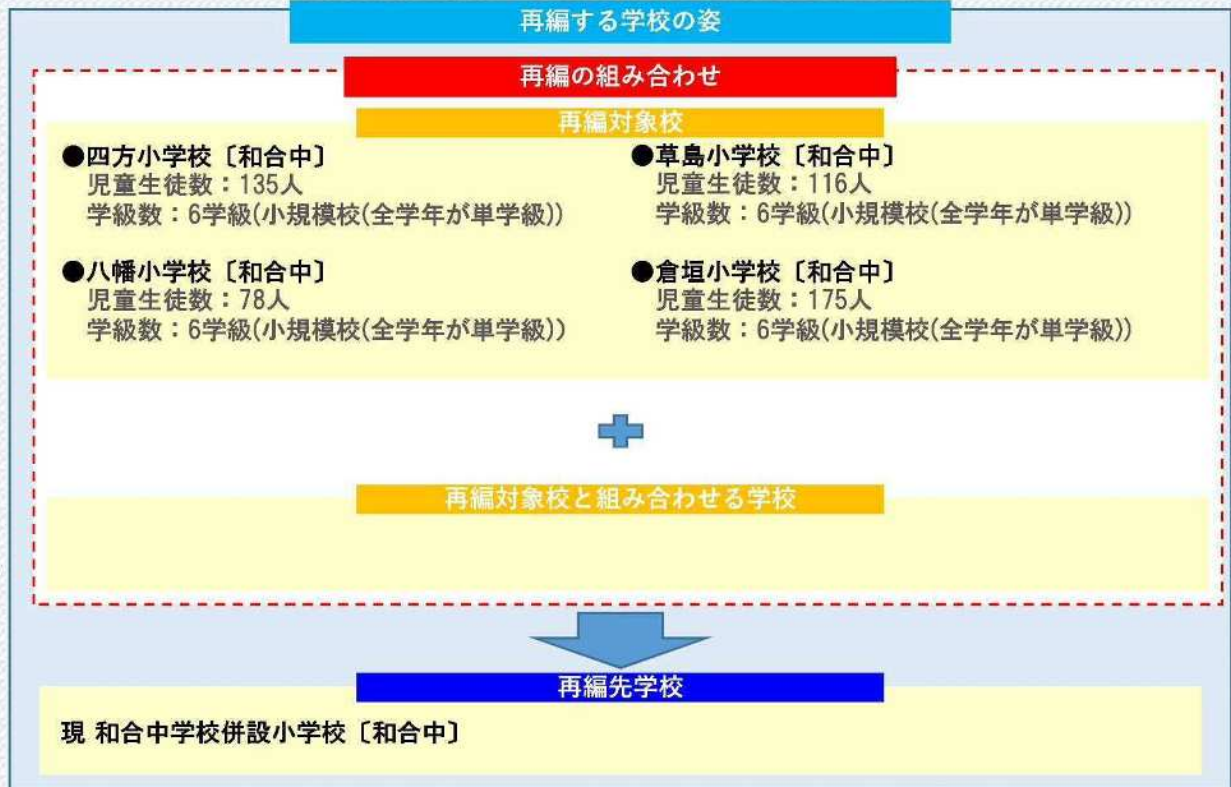 再編する学校の姿
再編の組み合わせ
再編対象校
●四方小学校〔和合中〕
児童生徒数：135人
学級数：6学級(小規模校(全学年が単学級))
●草島小学校〔和合中〕
児童生徒数：116人
学級数：6学級(小規模校(全学年が単学級))
●八幡小学校〔和合中〕
児童生徒数：78人
学級数：6学級(小規模校(全学年が単学級))
●倉垣小学校〔和合中〕
児童生徒数：175人
学級数：6学級(小規模校(全学年が単学級))
再編対象校と組み合わせる学校
再編先学校
現 和合中学校併設小学校〔和合中〕